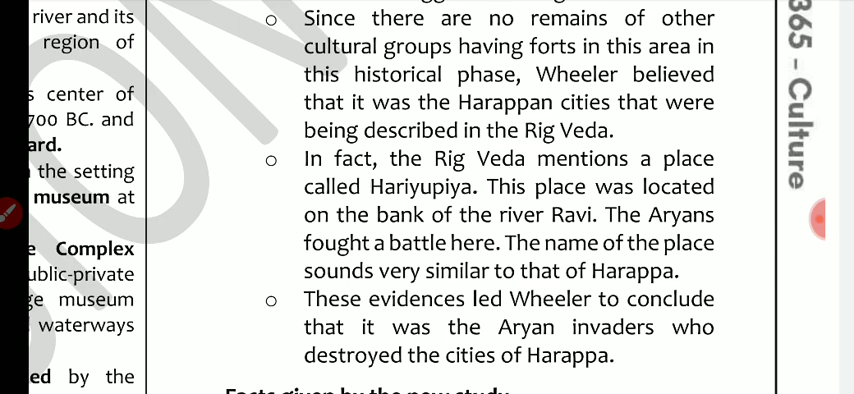 river and its
region of
center of
700 BC. and
ard.
the setting
museum at
Complex
ublic-private
museum
waterways
ed by the
o Since there are no remains of other
cultural groups having forts in this area in
this historical phase, Wheeler believed
that it was the Harappan cities that were
being described in the Rig Veda.
o In fact, the Rig Veda mentions a place
called Hariyupiya. This place was located
on the bank of the river Ravi. The Aryans
fought a battle here. The name of the place
sounds very similar to that of Harappa.
o These evidences led Wheeler to conclude
that it was the Aryan invaders who
destroyed the cities of Harappa.
Facts given by the new study
365 – Culture